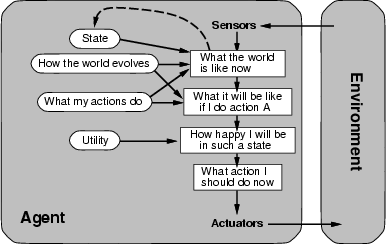 Sensors
State
How the world evolves
What the world
is like now
What my actions do
What it will be like
if I do action A
Utility
How happy I will be
in such a state
What action I
should do now
Agent
Actuators
Environment